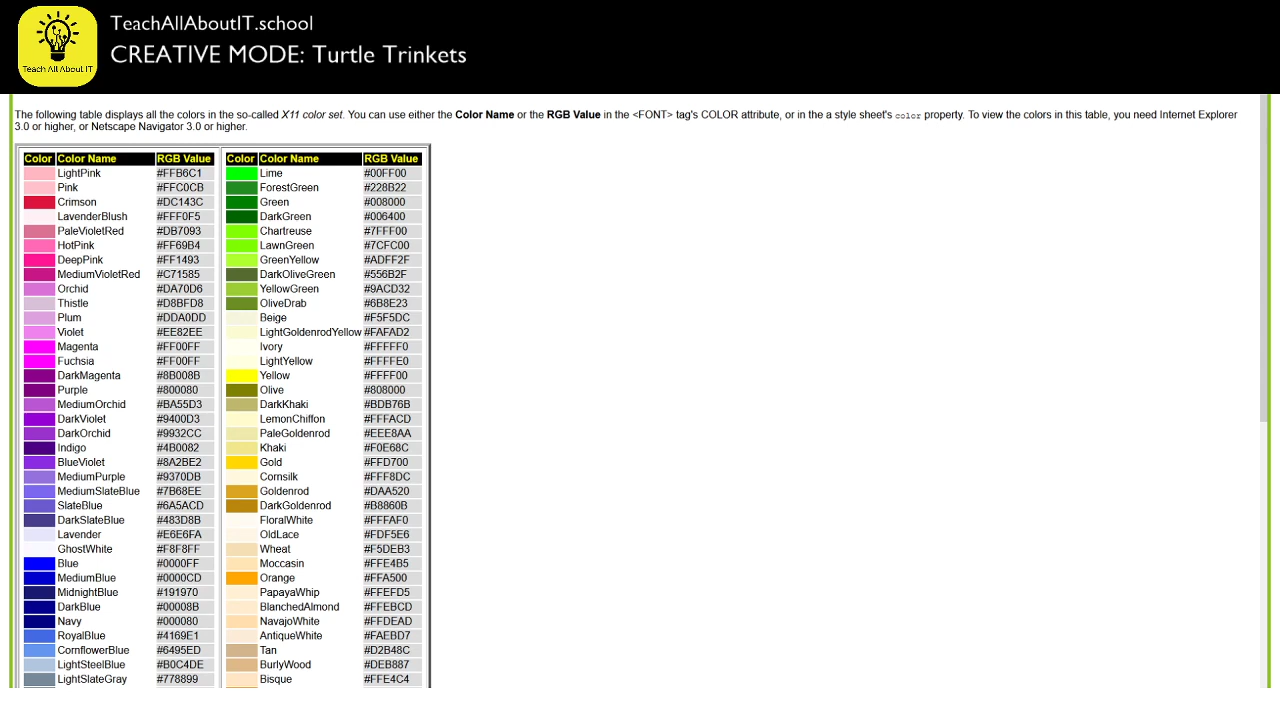 Teach All About IT
TeachAllAboutIT.school
CREATIVE MODE: Turtle Trinkets
The following table displays all the colors in the so-called X11 color set. You can use either the Color Name or the RGB Value in the <FONT> tag's COLOR attribute, or in the a style sheet's color property. To view the colors in this table, you need Internet Explorer
3.0 or higher, or Netscape Navigator 3.0 or higher.
Color Color Name RGB Value Color Color Name RGB Value
LightPink #FFB6C1 Lime #00FF00
Pink #FFC0CB ForestGreen #228B22
Crimson #DC143C Green #008000
LavenderBlush #FFF0F5 DarkGreen #006400
PaleVioletRed #DB7093 Chartreuse #7FFF00
HotPink #FF69B4 LawnGreen #7CFC00
DeepPink #FF1493 GreenYellow #ADFF2F
MediumVioletRed #C71585 DarkOliveGreen #556B2F
Orchid #DA70D6 YellowGreen #9ACD32
Thistle #D8BFD8 OliveDrab #6B8E23
Plum #DDA0DD Beige #F5F5DC
Violet #EE82EE LightGoldenrodYellow #FAFAD2
Magenta #FF00FF Ivory #FFFFF0
Fuchsia #FF00FF LightYellow #FFFFE0
DarkMagenta #8B008B Yellow #FFFF00
Purple #800080 Olive #808000
MediumOrchid #BA55D3 DarkKhaki #BDB76B
DarkViolet #9400D3 LemonChiffon #FFFACD
DarkOrchid #9932CC PaleGoldenrod #EEE8AA
Indigo #4B0082 Khaki #F0E68C
BlueViolet #8A2BE2 Gold #FFD700
MediumPurple #9370DB Cornsilk #FFF8DC
MediumSlateBlue #7B68EE Goldenrod #DAA520
SlateBlue #6A5ACD DarkGoldenrod #B8860B
DarkSlateBlue #483D8B FloralWhite #FFFAF0
Lavender #E6E6FA OldLace #FDF5E6
GhostWhite #F8F8FF Wheat #F5DEB3
Blue #0000FF Moccasin #FFE4B5
MediumBlue #0000CD Orange #FFA500
MidnightBlue #191970 PapayaWhip #FFEFD5
DarkBlue #00008B BlanchedAlmond #FFEBCD
Navy #000080 NavajoWhite #FFDEAD
RoyalBlue #4169E1 AntiqueWhite #FAEBD7
CornflowerBlue #6495ED Tan #D2B48C
LightSteelBlue #B0C4DE BurlyWood #DEB887
LightSlateGray #778899 Bisque #FFE4C4